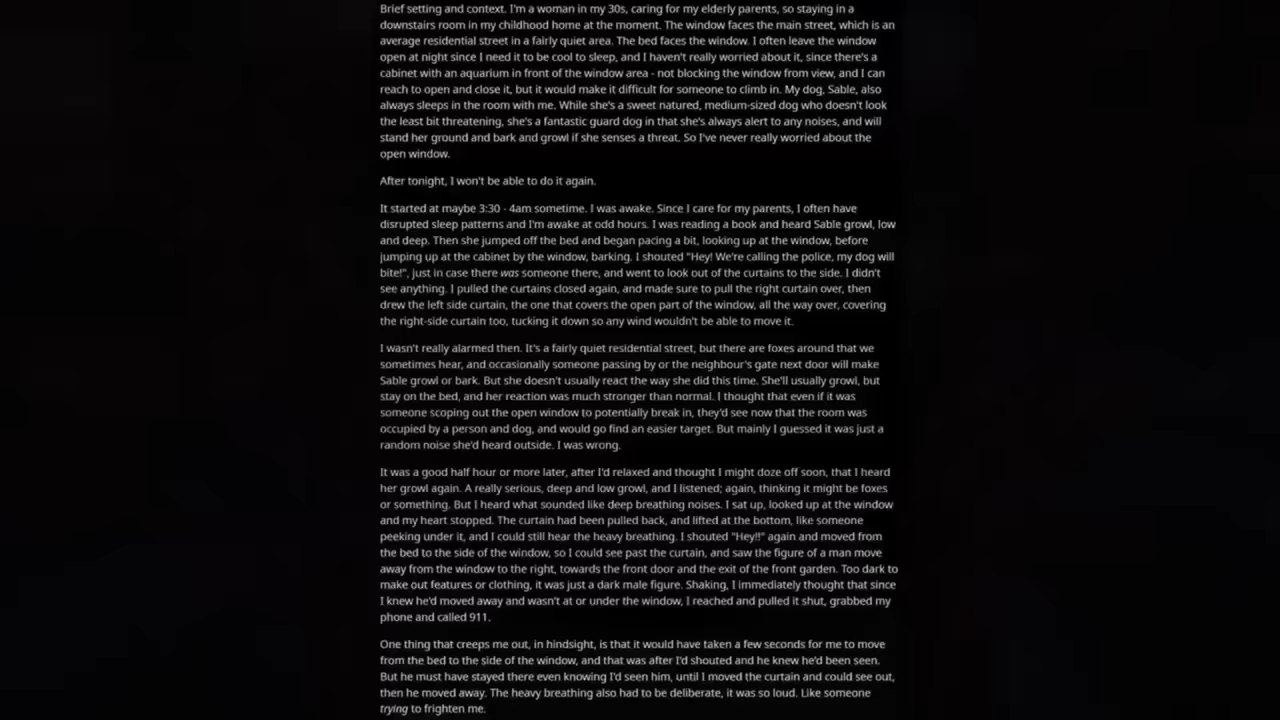 Brief setting and context. I'm a woman in my 30s, caring for my elderly parents, so staying in a
downstairs room in my childhood home at the moment. The window faces the main street, which is an
average residential street in a fairly quiet area. The bed faces the window. I often leave the window
open at night since I need it to be cool to sleep, and I haven't really worried about it, since there's a
cabinet with an aquarium in front of the window area - not blocking the window from view, and I can
reach to open and close it, but it would make it difficult for someone to climb in. My dog, Sable, also
always sleeps in the room with me. While she's a sweet natured, medium-sized dog who doesn't look
the least bit threatening, she's a fantastic guard dog in that she's always alert to any noises, and will
stand her ground and bark and growl if she senses a threat. So I've never really worried about the
open window.
After tonight, I won't be able to do it again.
It started at maybe 3:30 - 4am sometime. I was awake. Since I care for my parents, I often have
disrupted sleep patterns and I'm awake at odd hours. I was reading a book and heard Sable growl, low
and deep. Then she jumped off the bed and began pacing a bit, looking up at the window, before
jumping up at the cabinet by the window, barking. I shouted "Hey! We're calling the police, my dog will
bite!", just in case there was someone there, and went to look out of the curtains to the side. I didn't
see anything. I pulled the curtains closed again, and made sure to pull the right curtain over, then
drew the left side curtain, the one that covers the open part of the window, all the way over, covering
the right-side curtain too, tucking it down so any wind wouldn't be able to move it.
I wasn't really alarmed then. It's a fairly quiet residential street, but there are foxes around that we
sometimes hear, and occasionally someone passing by or the neighbour's gate next door will make
Sable growl or bark. But she doesn't usually react the way she did this time. She'll usually growl, but
stay on the bed, and her reaction was much stronger than normal. I thought that even if it was
someone scoping out the open window to potentially break in, they'd see now that the room was
occupied by a person and dog, and would go find an easier target. But mainly I guessed it was just a
random noise she'd heard outside. I was wrong.
It was a good half hour or more later, after I'd relaxed and thought I might doze off soon, that I heard
her growl again. A really serious, deep and low growl, and I listened; again, thinking it might be foxes
or something. But I heard what sounded like deep breathing noises. I sat up, looked up at the window
and my heart stopped. The curtain had been pulled back, and lifted at the bottom, like someone
peeking under it, and I could still hear the heavy breathing. I shouted "Hey!!" again and moved from
the bed to the side of the window, so I could see past the curtain, and saw the figure of a man move
away from the window to the right, towards the front door and the exit of the front garden. Too dark to
make out features or clothing, it was just a dark male figure. Shaking, I immediately thought that since
I knew he'd moved away and wasn't at or under the window, I reached and pulled it shut, grabbed my
phone and called 911.
One thing that creeps me out, in hindsight, is that it would have taken a few seconds for me to move
from the bed to the side of the window, and that was after I'd shouted and he knew he'd been seen.
But he must have stayed there even knowing I'd seen him, until I moved the curtain and could see out,
then he moved away. The heavy breathing also had to be deliberate, it was so loud. Like someone
trying to frighten me.